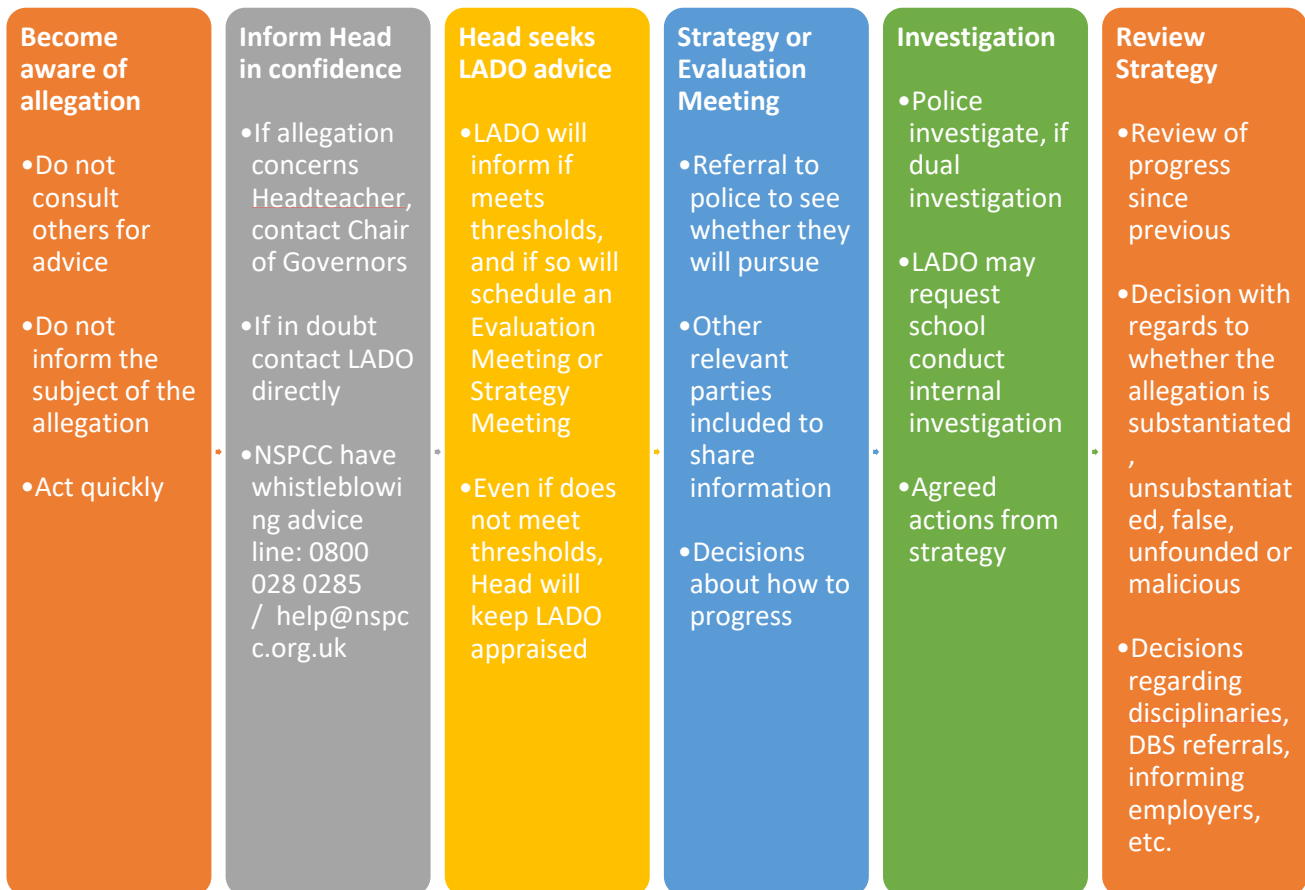 Become
aware of
allegation
•Do not
consult
others for
advice
•Do not
inform the
subject of the
allegation
•Act quickly
Inform Head
in confidence
•If allegation
concerns
Headteacher,
contact Chair
of Governors
•If in doubt
contact LADO
directly
•NSPCC have
whistleblowi
ng advice
line: 0800
028 0285
/ help@nspc
c.org.uk
Head seeks
LADO advice
•LADO will
inform if
meets
thresholds,
and if so will
schedule an
Evaluation
Meeting or
Strategy
Meeting
•Even if does
not meet
thresholds,
Head will
keep LADO
appraised
Strategy or
Evaluation
Meeting
•Referral to
police to see
whether they
will pursue
•Other
relevant
parties
included to
share
information
•Decisions
about how to
progress
Investigation
•Police
investigate, if
dual
investigation
•LADO may
request
school
conduct
internal
investigation
•Agreed
actions from
strategy
Review
Strategy
•Review of
progress
since
previous
•Decision with
regards to
whether the
allegation is
substantiated
,
unsubstantiat
ed, false,
unfounded or
malicious
•Decisions
regarding
disciplinaries,
DBS referrals,
informing
employers,
etc.